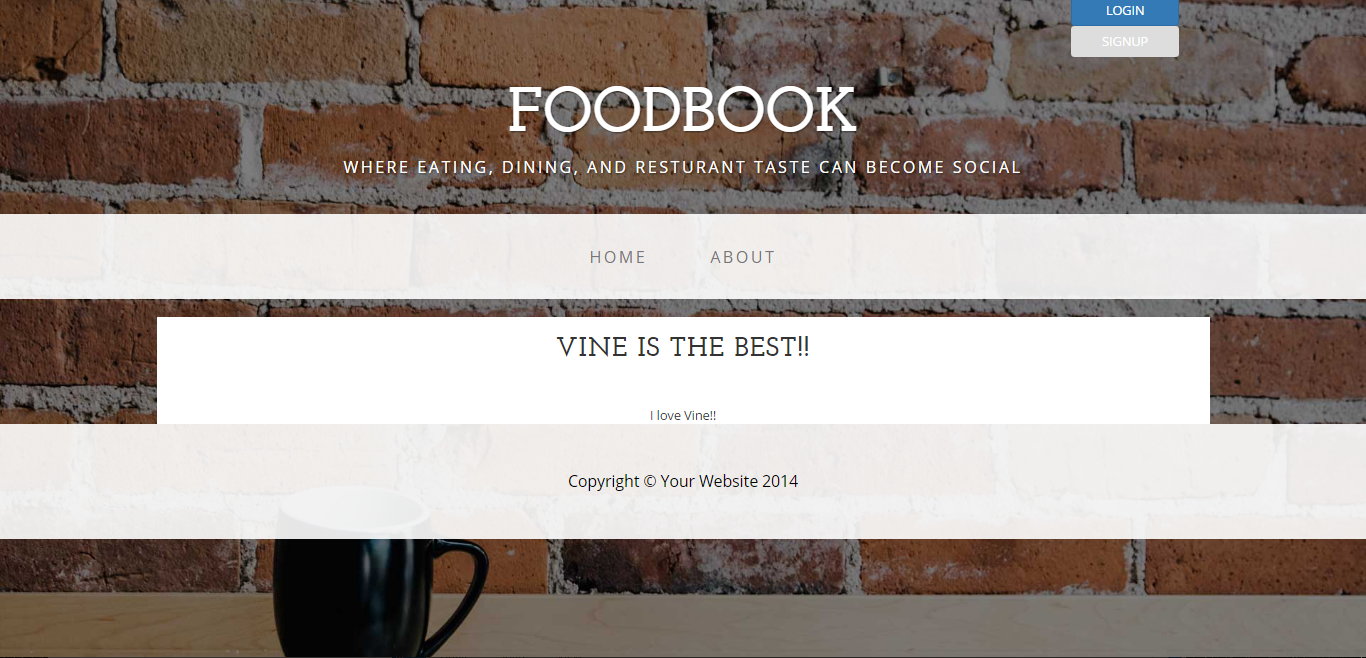 LOGIN
SIGNUP
FOODBOOK
WHERE EATING, DINING, AND RESTURANT TASTE CAN BECOME SOCIAL
HOME ABOUT
VINE IS THE BEST!!
I love Vine!!
Copyright © Your Website 2014